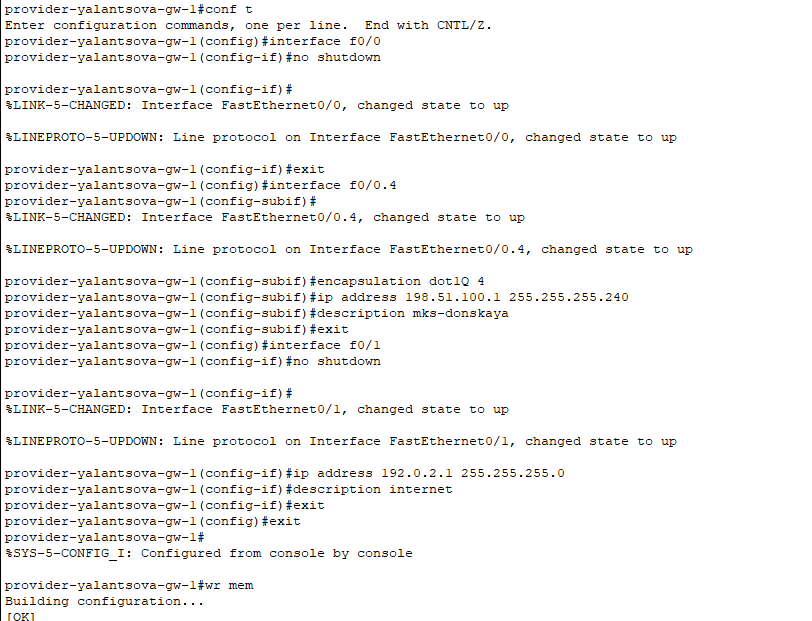 provider-yalantsova-gw-1#conf t
Enter configuration commands, one per line.  End with CNTL/Z.
provider-yalantsova-gw-1(config)#interface f0/0
provider-yalantsova-gw-1(config-if)#no shutdown
provider-yalantsova-gw-1(config-if)#
%LINK-5-CHANGED: Interface FastEthernet0/0, changed state to up
%LINEPROTO-5-UPDOWN: Line protocol on Interface FastEthernet0/0, changed state to up
provider-yalantsova-gw-1(config-if)#exit
provider-yalantsova-gw-1(config)#interface f0/0.4
provider-yalantsova-gw-1(config-subif)#
%LINK-5-CHANGED: Interface FastEthernet0/0.4, changed state to up
%LINEPROTO-5-UPDOWN: Line protocol on Interface FastEthernet0/0.4, changed state to up
provider-yalantsova-gw-1(config-subif)#encapsulation dot1Q 4
provider-yalantsova-gw-1(config-subif)#ip address 198.51.100.1 255.255.255.240
provider-yalantsova-gw-1(config-subif)#description mks-donskaya
provider-yalantsova-gw-1(config-subif)#exit
provider-yalantsova-gw-1(config)#interface f0/1
provider-yalantsova-gw-1(config-if)#no shutdown
provider-yalantsova-gw-1(config-if)#
%LINK-5-CHANGED: Interface FastEthernet0/1, changed state to up
%LINEPROTO-5-UPDOWN: Line protocol on Interface FastEthernet0/1, changed state to up
provider-yalantsova-gw-1(config-if)#ip address 192.0.2.1 255.255.255.0
provider-yalantsova-gw-1(config-if)#description internet
provider-yalantsova-gw-1(config-if)#exit
provider-yalantsova-gw-1(config)#exit
provider-yalantsova-gw-1#
%SYS-5-CONFIG_I: Configured from console by console
provider-yalantsova-gw-1#wr mem
Building configuration...
[OK]